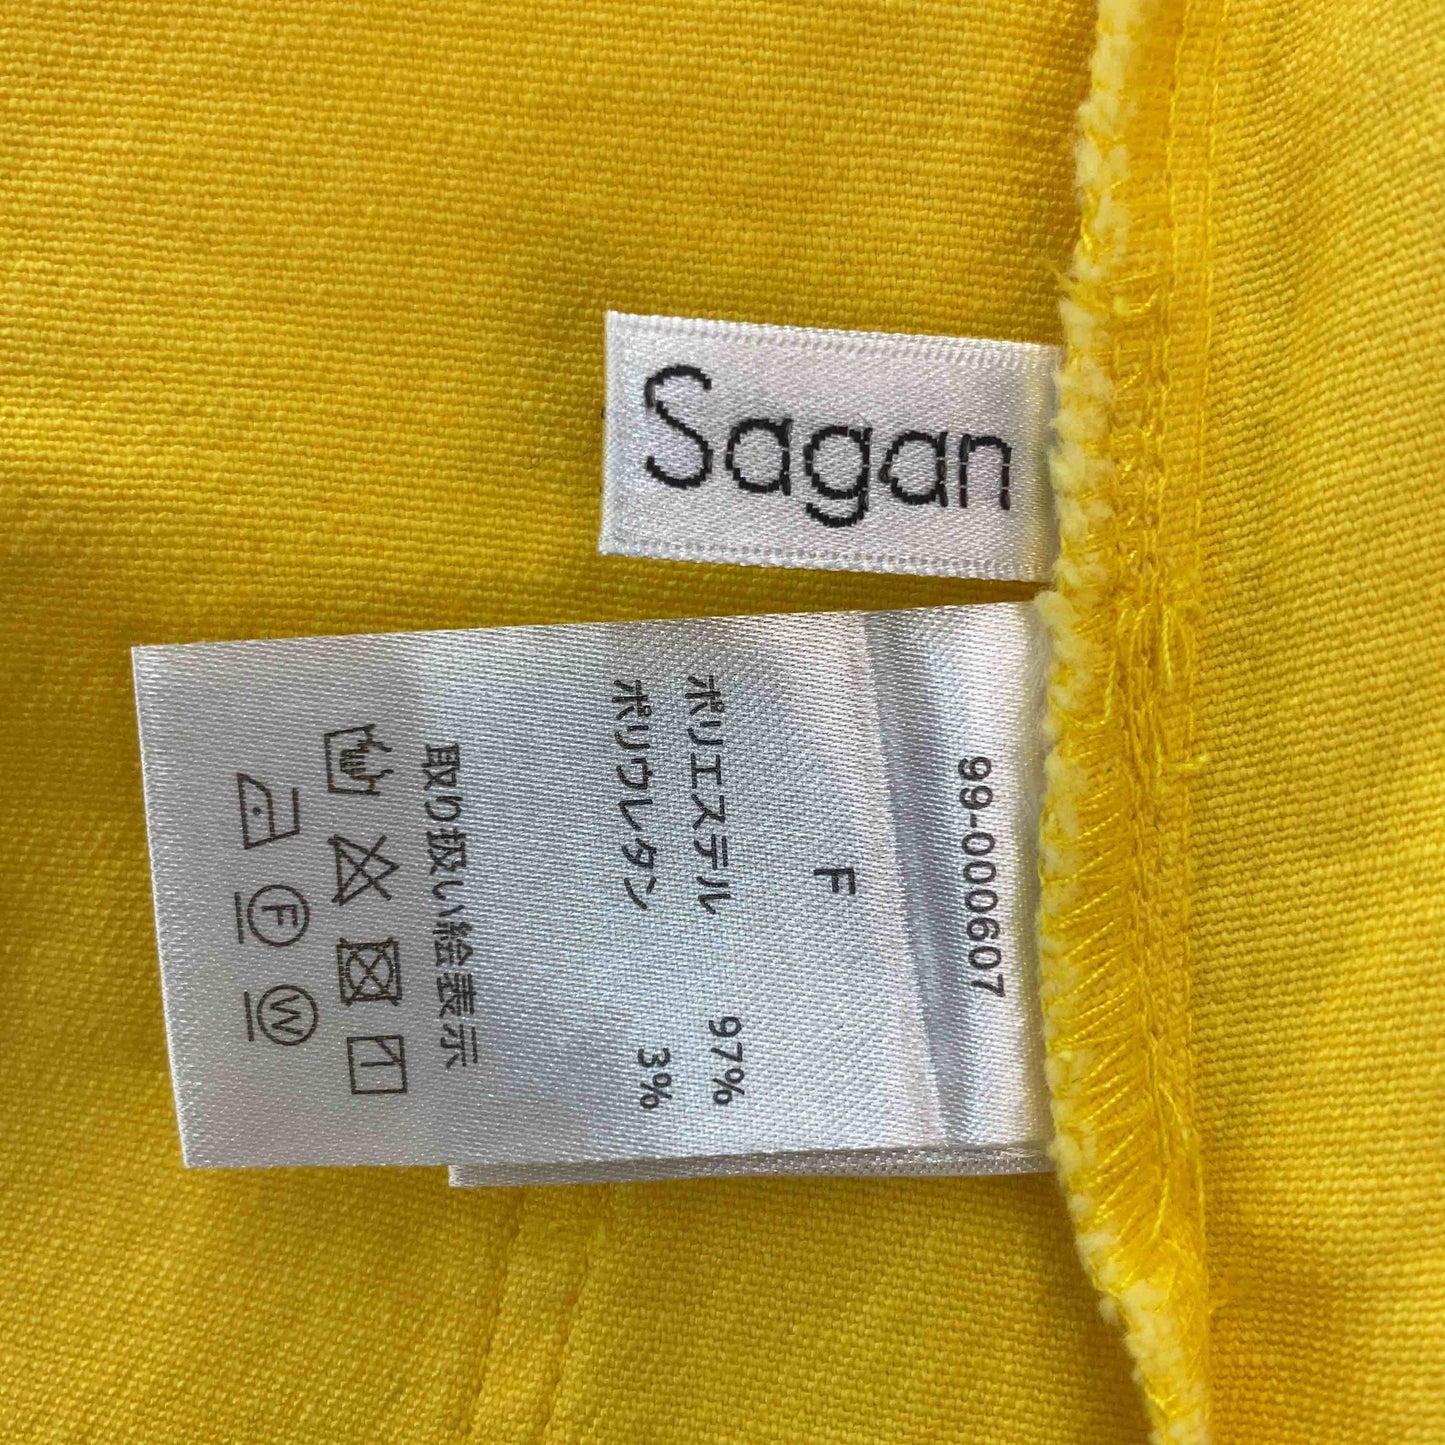 Sagan
99-000607
F
ポリエステル 97%
ポリウレタン 3%
取り扱い絵表示
F W